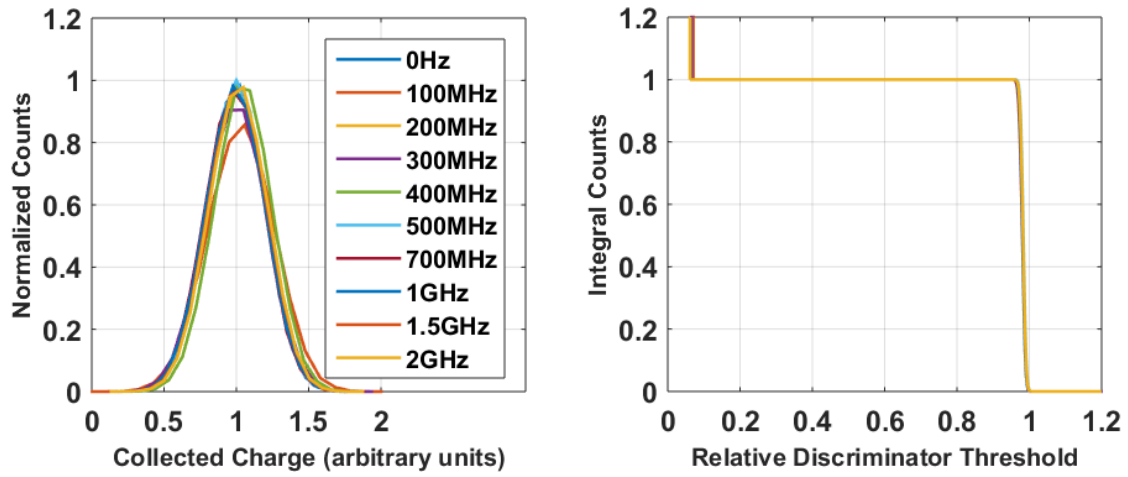 1.2
1
0.8
0.6
0.4
0.2
0
Normalized Counts
0 0.5 1 1.5 2
Collected Charge (arbitrary units)
0Hz
100MHz
200MHz
300MHz
400MHz
500MHz
700MHz
1GHz
1.5GHz
2GHz
1.2
1
0.8
0.6
0.4
0.2
0
Integral Counts
0 0.2 0.4 0.6 0.8 1 1.2
Relative Discriminator Threshold